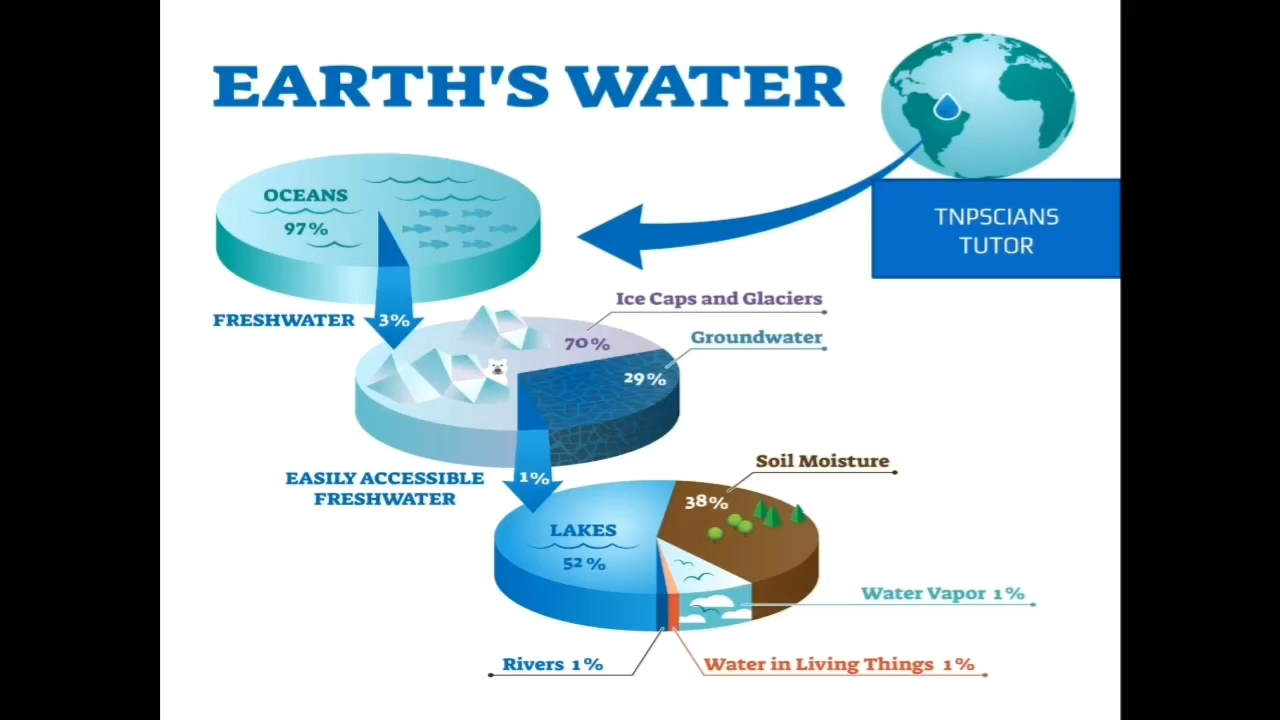 EARTH'S WATER
TNPSCIANS
TUTOR
OCEANS
97%
FRESHWATER
3%
Ice Caps and Glaciers
70%
Groundwater
29%
EASILY ACCESSIBLE
FRESHWATER
1%
Soil Moisture
38%
LAKES
52%
Water Vapor 1%
Rivers 1%
Water in Living Things 1%